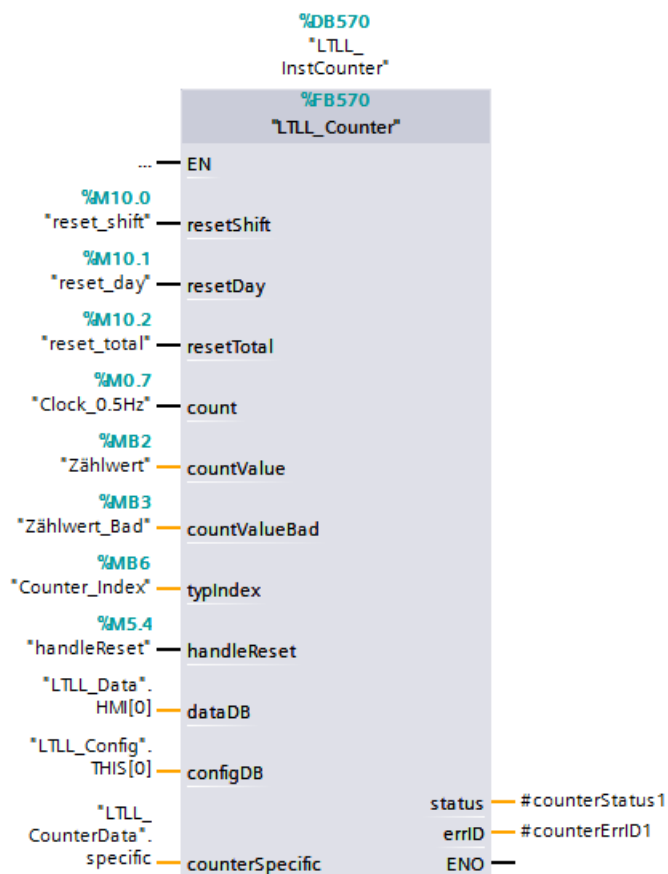 %DB570
"LTLL_
InstCounter"
%FB570
"LTLL_Counter"
... EN
%M10.0
"reset_shift" resetShift
%M10.1
"reset_day" resetDay
%M10.2
"reset_total" resetTotal
%M0.7
"Clock_0.5Hz" count
%MB2
"Zählwert" countValue
%MB3
"Zählwert_Bad" countValueBad
%MB6
"Counter_Index" typIndex
%M5.4
"handleReset" handleReset
"LTLL_Data".
HMI[0] dataDB
"LTLL_Config".
THIS[0] configDB
status #counterStatus1
"LTLL_
CounterData".
errID #counterErrID1
specific counterSpecific ENO